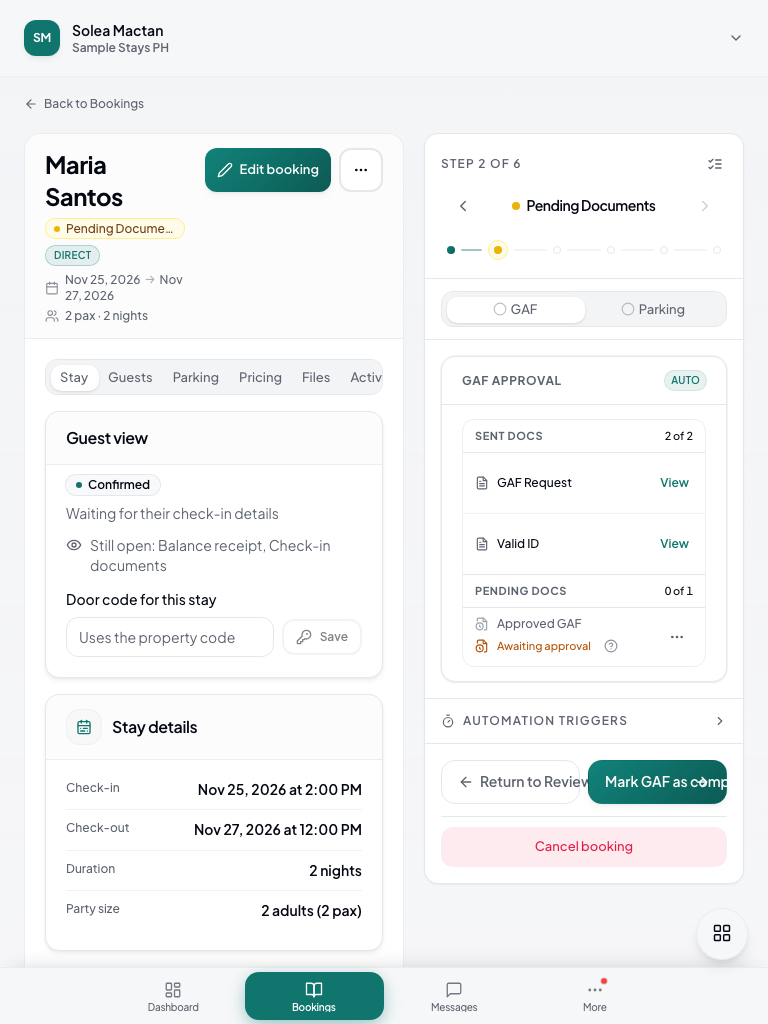 SM
Solea Mactan
Sample Stays PH
Back to Bookings
Maria
Santos
Edit booking
Pending Docume...
DIRECT
Nov 25, 2026 → Nov
27, 2026
2 pax · 2 nights
Stay
Guests
Parking
Pricing
Files
Activ
Guest view
Confirmed
Waiting for their check-in details
Still open: Balance receipt, Check-in
documents
Door code for this stay
Uses the property code
Save
Stay details
Check-in
Nov 25, 2026 at 2:00 PM
Check-out
Nov 27, 2026 at 12:00 PM
Duration
2 nights
Party size
2 adults (2 pax)
STEP 2 OF 6
Pending Documents
GAF
Parking
GAF APPROVAL
AUTO
SENT DOCS
2 of 2
GAF Request
View
Valid ID
View
PENDING DOCS
0 of 1
Approved GAF
Awaiting approval
AUTOMATION TRIGGERS
Return to Review
Mark GAF as comp
Cancel booking
Dashboard
Bookings
Messages
More